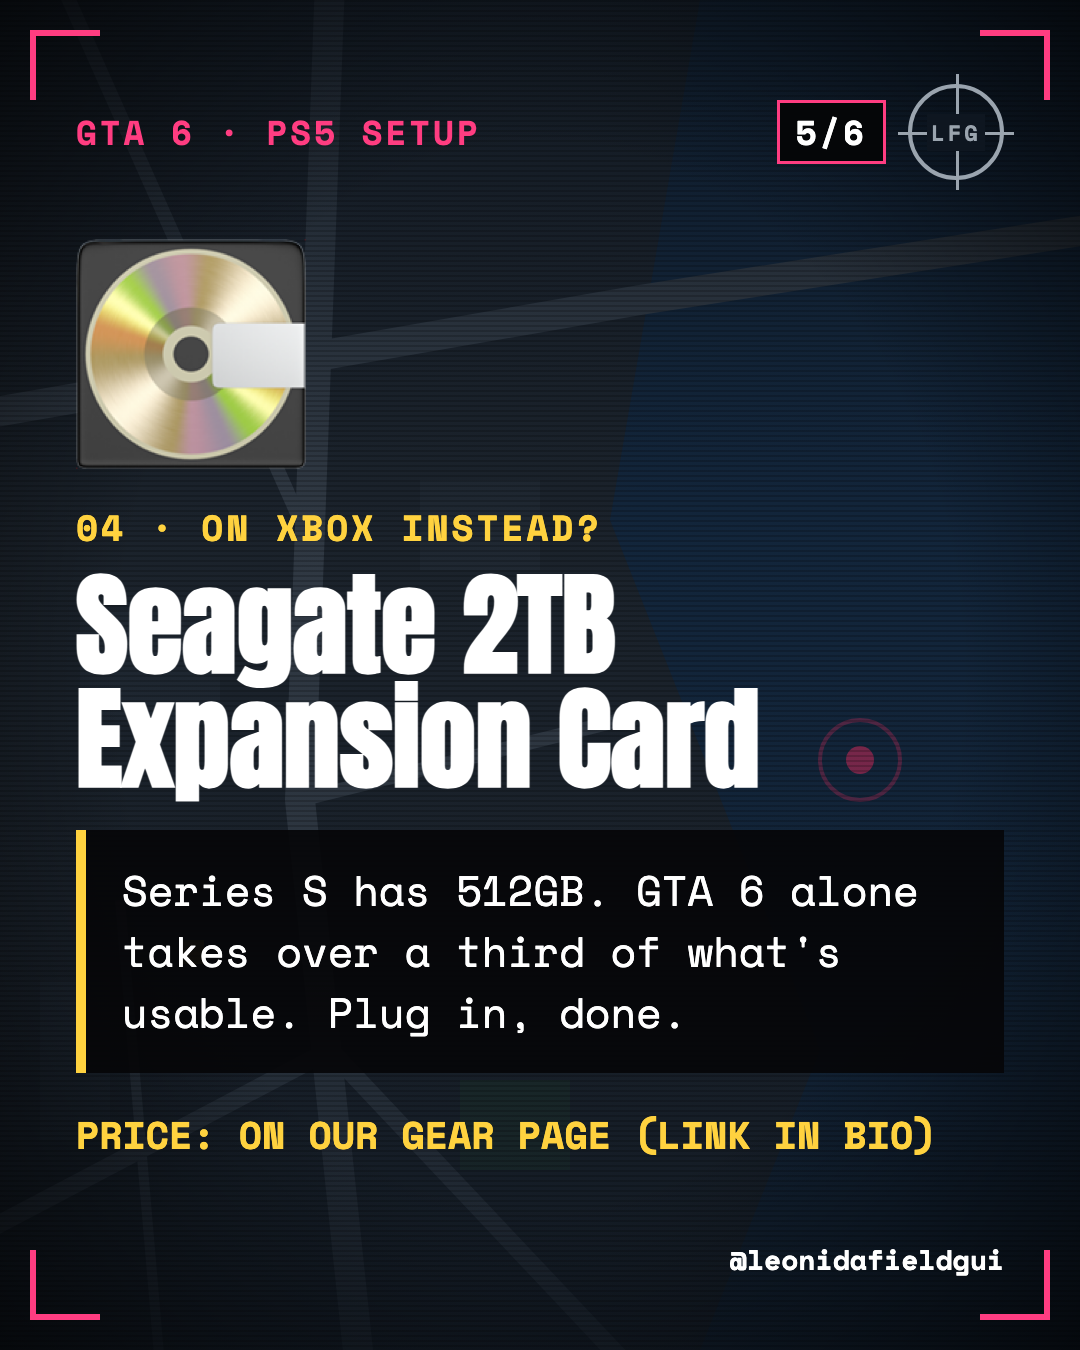 GTA 6 · PS5 SETUP
5/6
LFG
04 · ON XBOX INSTEAD?
Seagate 2TB
Expansion Card
Series S has 512GB. GTA 6 alone
takes over a third of what's
usable. Plug in, done.
PRICE: ON OUR GEAR PAGE (LINK IN BIO)
@leonidafieldgui